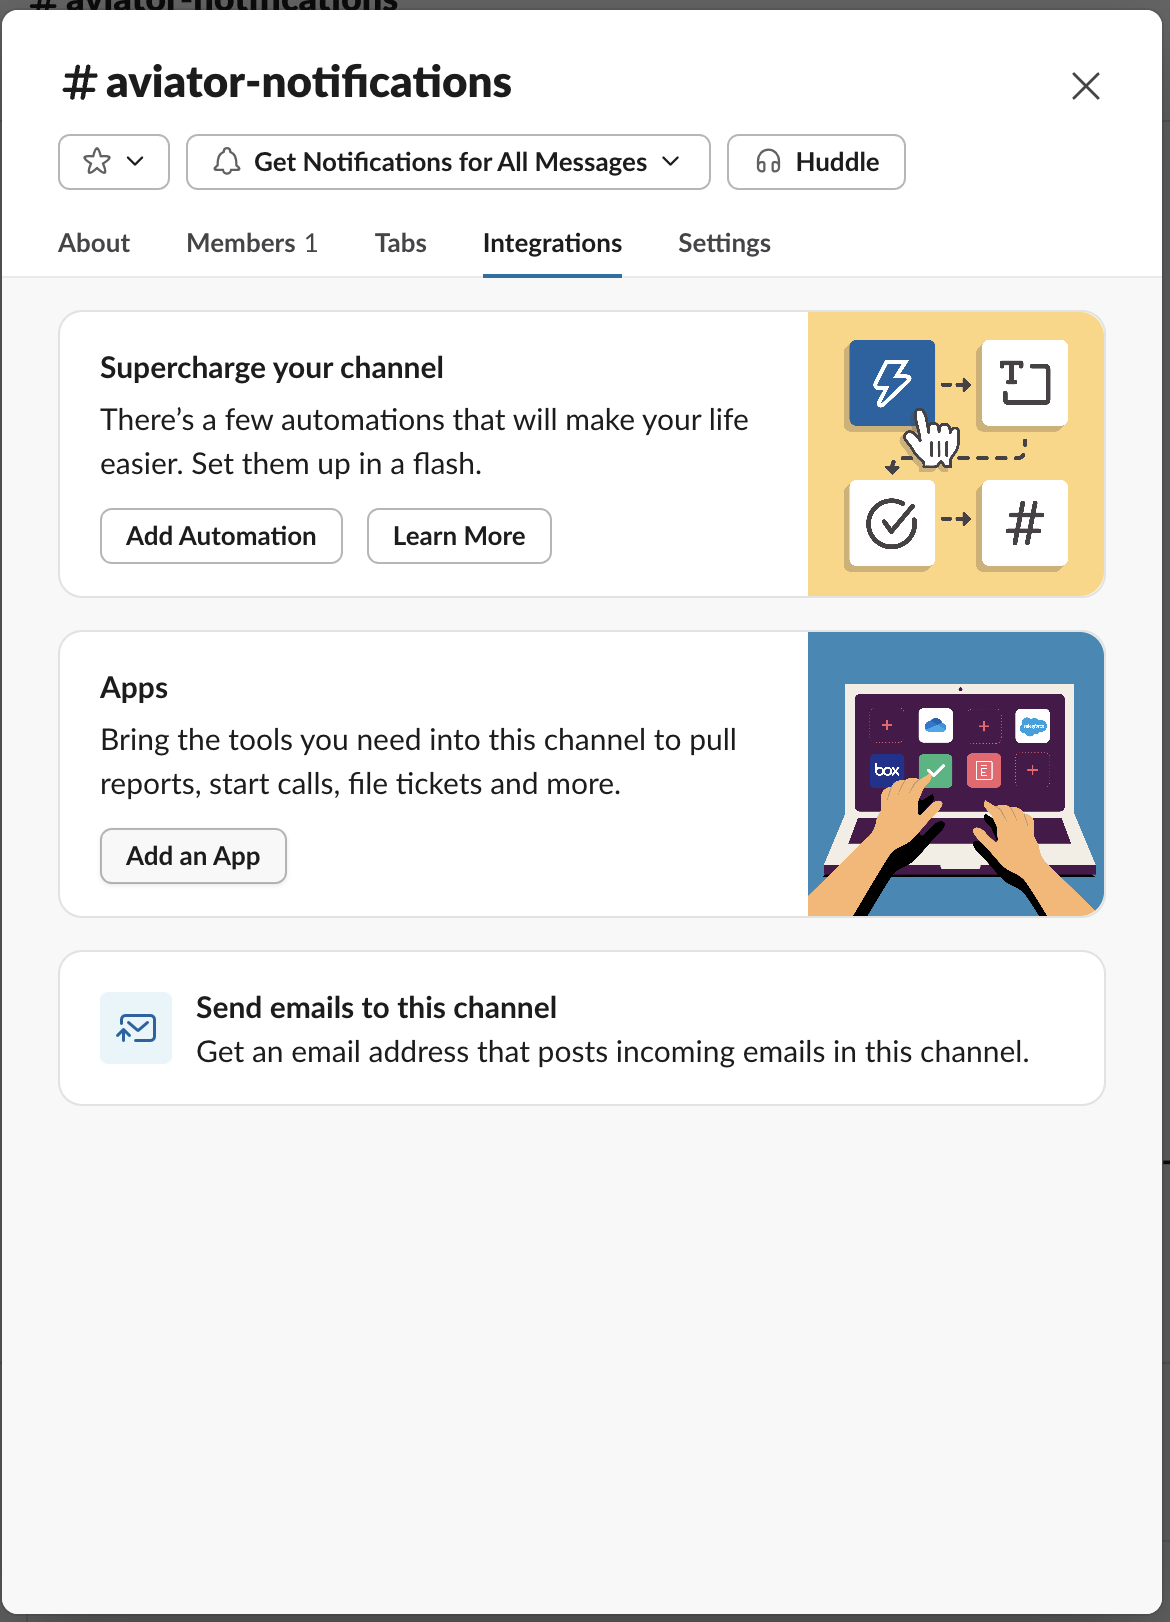 # aviator-notifications
# aviator-notifications
Get Notifications for All Messages
Huddle
About
Members 1
Tabs
Integrations
Settings
Supercharge your channel
There’s a few automations that will make your life
easier. Set them up in a flash.
Add Automation
Learn More
T
#
Apps
Bring the tools you need into this channel to pull
reports, start calls, file tickets and more.
Add an App
salesforce
box
E
Send emails to this channel
Get an email address that posts incoming emails in this channel.